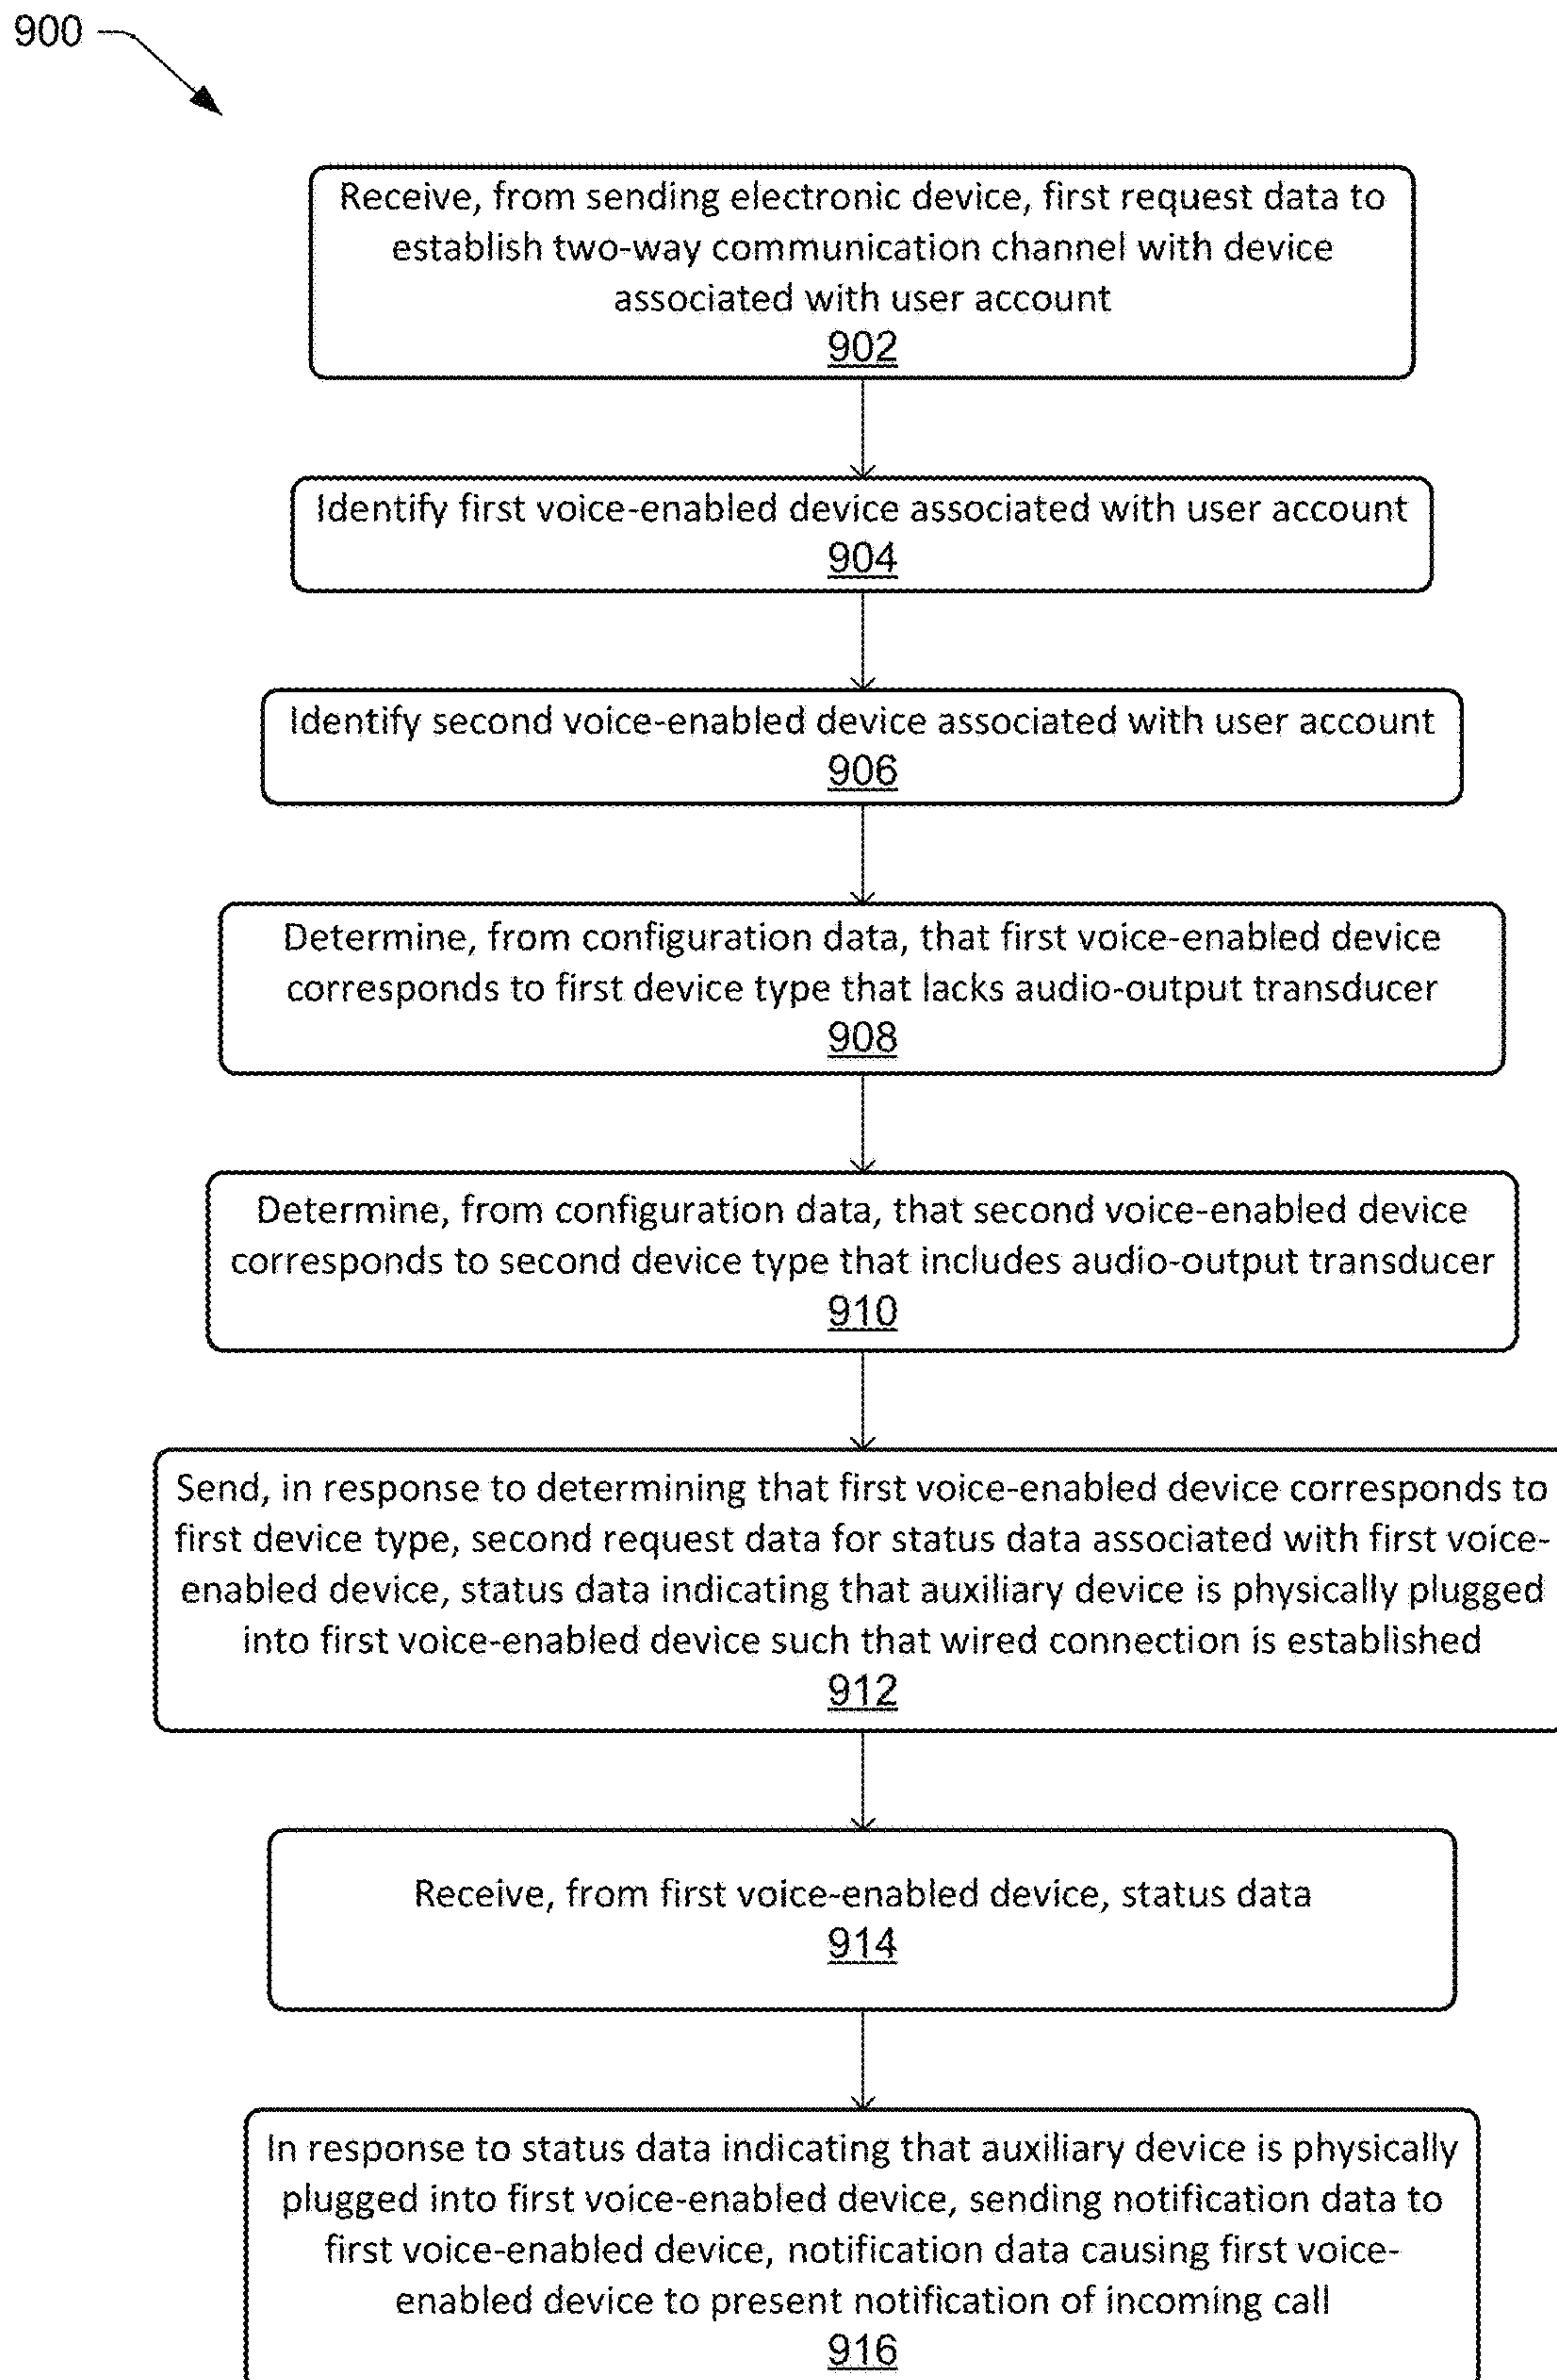 900
Receive, from sending electronic device, first request data to
establish two-way communication channel with device
associated with user account
902
Identify first voice-enabled device associated with user account
904
Identify second voice-enabled device associated with user account
906
Determine, from configuration data, that first voice-enabled device
corresponds to first device type that lacks audio-output transducer
908
Determine, from configuration data, that second voice-enabled device
corresponds to second device type that includes audio-output transducer
910
Send, in response to determining that first voice-enabled device corresponds to
first device type, second request data for status data associated with first voice-
enabled device, status data indicating that auxiliary device is physically plugged
into first voice-enabled device such that wired connection is established
912
Receive, from first voice-enabled device, status data
914
In response to status data indicating that auxiliary device is physically
plugged into first voice-enabled device, sending notification data to
first voice-enabled device, notification data causing first voice-
enabled device to present notification of incoming call
916